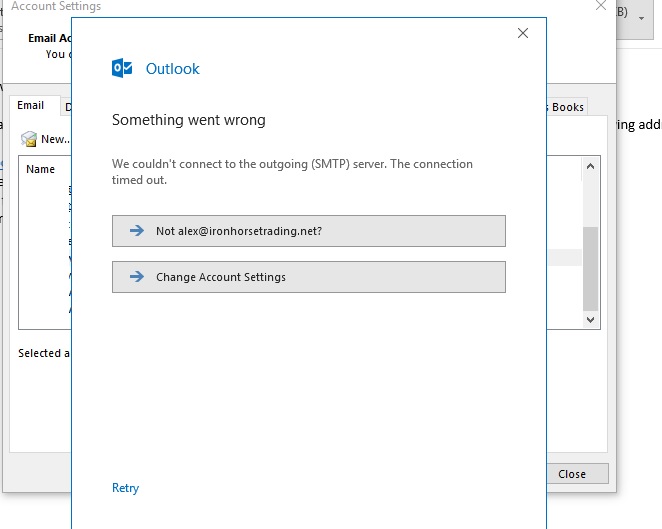 Account Settings
B)
Email Ac
You c
Outlook
Email
s Books
Something went wrong
ing add
New...
We couldn't connect to the outgoing (SMTP) server. The connection
timed out.
Name
Not alex@ironhorsetrading.net?
Change Account Settings
Selected a
Close
Retry